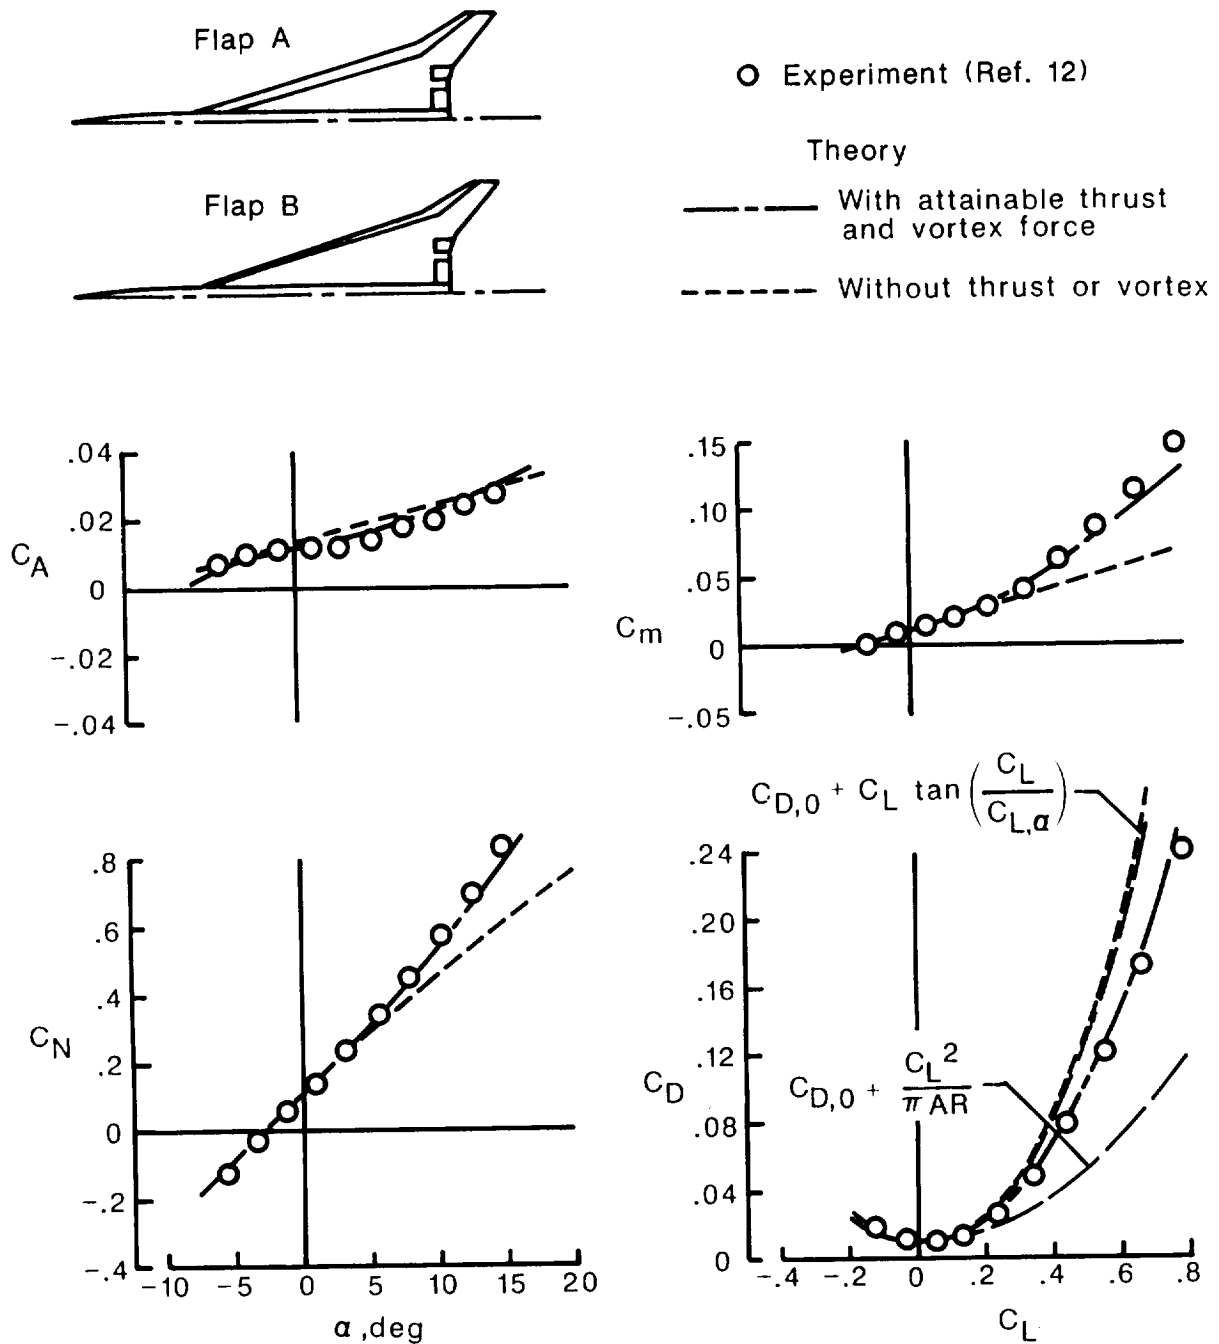 Flap A
Flap B
Experiment (Ref. 12)
Theory
With attainable thrust
and vortex force
Without thrust or vortex
.04
.02
C_A
0
-.02
-.04
.15
.10
.05
C_m
0
-.05
.8
.6
.4
C_N
.2
0
-.2
-.4
-10 -5 0 5 10 15 20
α,deg
C_D,0 + C_L tan(C_L/C_L,α)
.24
.20
.16
.12
C_D
C_D,0 + C_L²/πAR
.08
.04
0
-.4 -.2 0 .2 .4 .6 .8
C_L